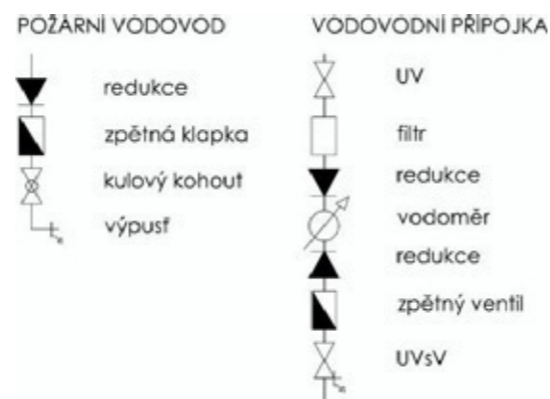 POŽÁRNÍ VODOVOD
redukce
zpětná klapka
kulový kohout
výpusť
VODOVODNÍ PŘÍPOJKA
UV
filtr
redukce
vodoměr
redukce
zpětný ventil
UVsV